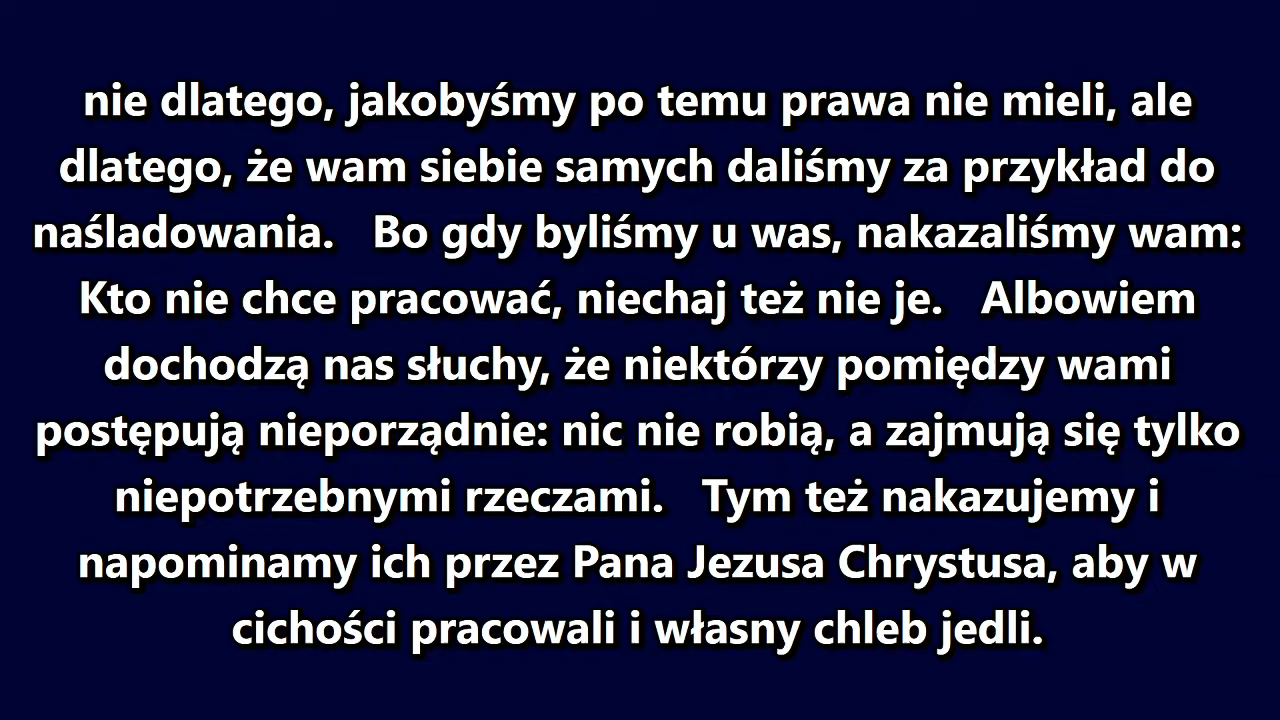 nie dlatego, jakobyśmy po temu prawa nie mieli, ale
dlatego, że wam siebie samych daliśmy za przykład do
naśladowania.   Bo gdy byliśmy u was, nakazaliśmy wam:
Kto nie chce pracować, niechaj też nie je.   Albowiem
dochodzą nas słuchy, że niektórzy pomiędzy wami
postępują nieporządnie: nic nie robią, a zajmują się tylko
niepotrzebnymi rzeczami.   Tym też nakazujemy i
napominamy ich przez Pana Jezusa Chrystusa, aby w
cichości pracowali i własny chleb jedli.